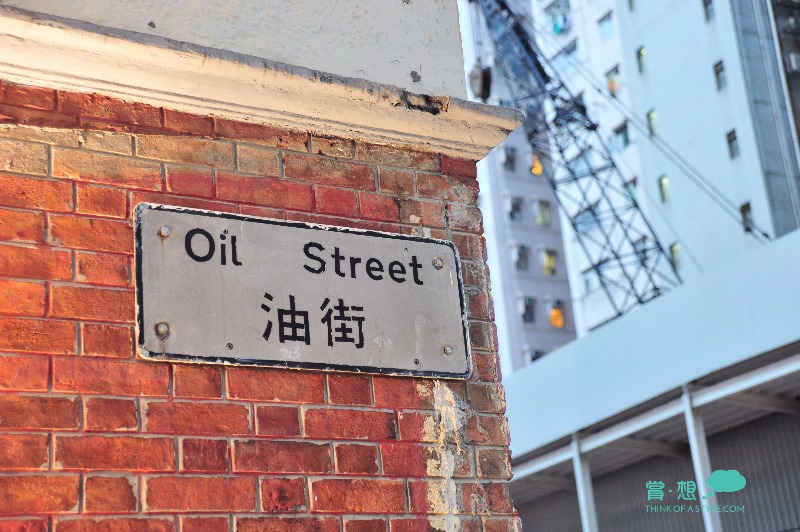 Oil Street
油街
賞·想
THINKOFASTYLE.COM